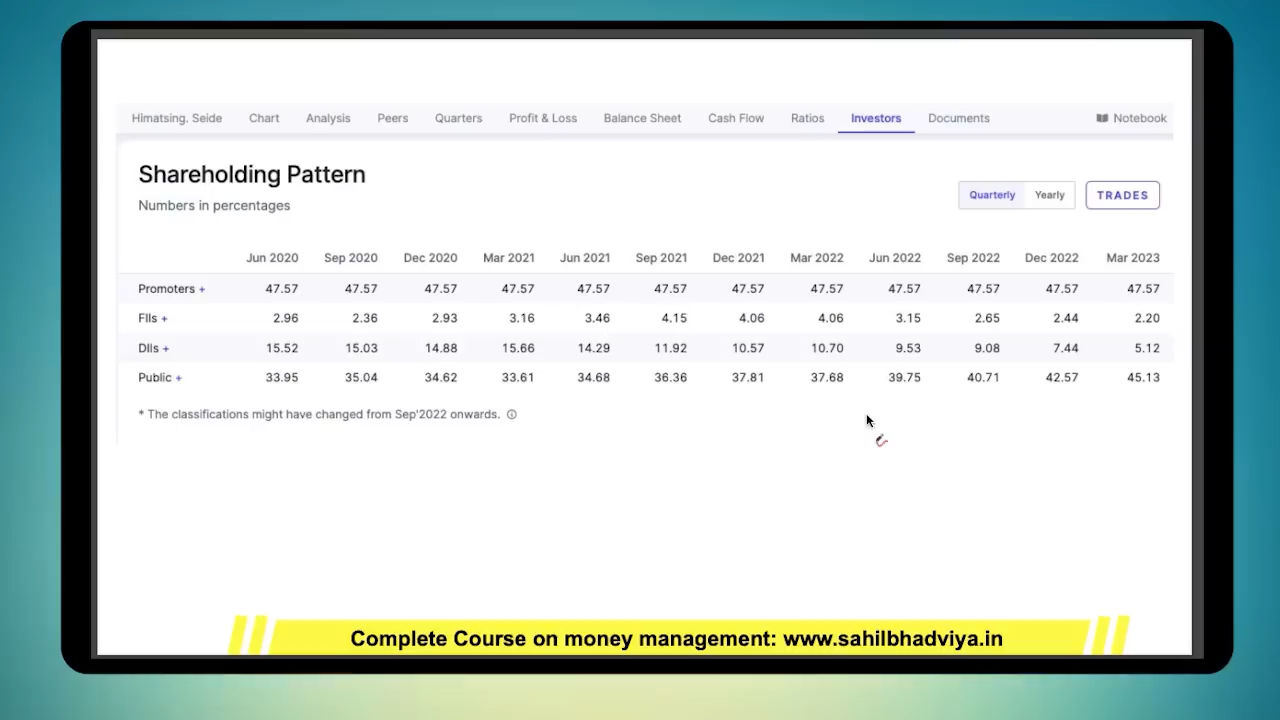 Himatsing. Seide Chart Analysis Peers Quarters Profit & Loss Balance Sheet Cash Flow Ratios Investors Documents Notebook
Shareholding Pattern
Numbers in percentages
Quarterly Yearly TRADES
Jun 2020 Sep 2020 Dec 2020 Mar 2021 Jun 2021 Sep 2021 Dec 2021 Mar 2022 Jun 2022 Sep 2022 Dec 2022 Mar 2023
Promoters + 47.57 47.57 47.57 47.57 47.57 47.57 47.57 47.57 47.57 47.57 47.57 47.57
FIIs + 2.96 2.36 2.93 3.16 3.46 4.15 4.06 4.06 3.15 2.65 2.44 2.20
DIIs + 15.52 15.03 14.88 15.66 14.29 11.92 10.57 10.70 9.53 9.08 7.44 5.12
Public + 33.95 35.04 34.62 33.61 34.68 36.36 37.81 37.68 39.75 40.71 42.57 45.13
* The classifications might have changed from Sep'2022 onwards.
Complete Course on money management: www.sahilbhadviya.in